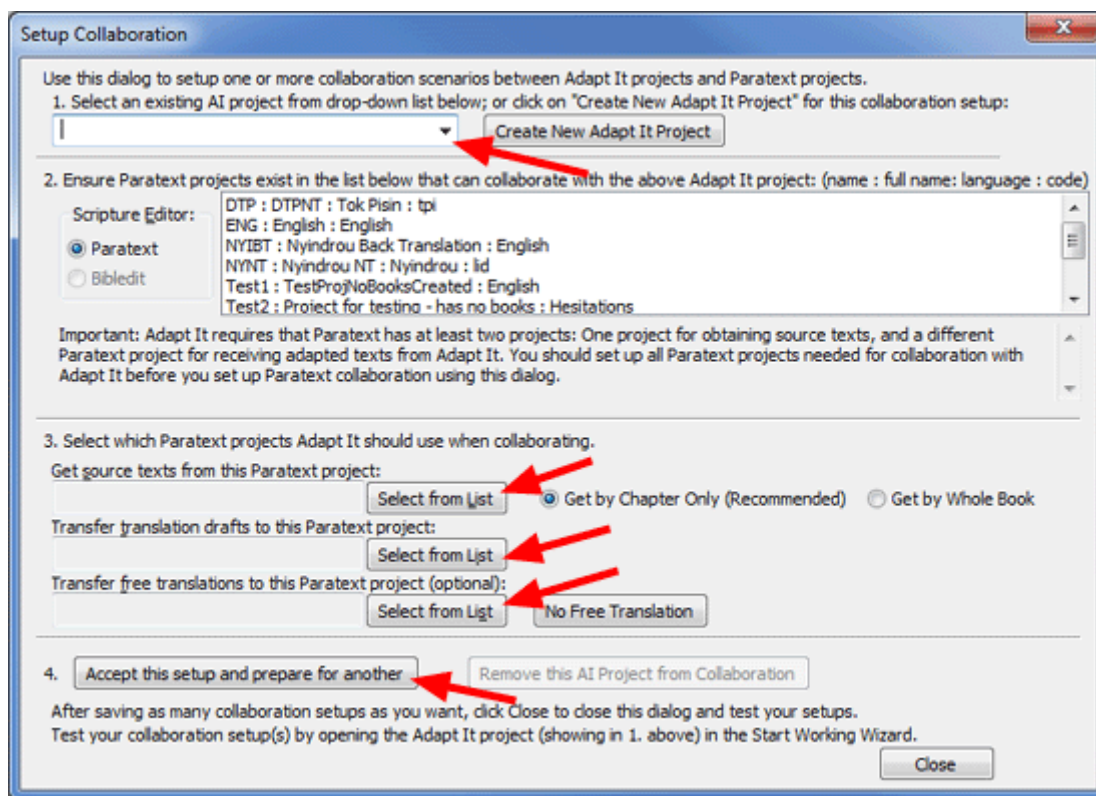 Setup Collaboration
Use this dialog to setup one or more collaboration scenarios between Adapt It projects and Paratext projects.
1. Select an existing AI project from drop-down list below; or click on "Create New Adapt It Project" for this collaboration setup:
Create New Adapt It Project
2. Ensure Paratext projects exist in the list below that can collaborate with the above Adapt It project: (name : full name: language : code)
Scripture Editor:
Paratext
Bibledit
DTP : DTPNT : Tok Pisin : tpi
ENG : English : English
NYIBT : Nyindrou Back Translation : English
NYNT : Nyindrou NT : Nyindrou : lid
Test1 : TestProjNoBooksCreated : English
Test2 : Project for testing - has no books : Hesitations
Important: Adapt It requires that Paratext has at least two projects: One project for obtaining source texts, and a different
Paratext project for receiving adapted texts from Adapt It. You should set up all Paratext projects needed for collaboration with
Adapt It before you set up Paratext collaboration using this dialog.
3. Select which Paratext projects Adapt It should use when collaborating.
Get source texts from this Paratext project:
Select from List
Get by Chapter Only (Recommended)
Get by Whole Book
Transfer translation drafts to this Paratext project:
Select from List
Transfer free translations to this Paratext project (optional):
Select from List
No Free Translation
4. Accept this setup and prepare for another
Remove this AI Project from Collaboration
After saving as many collaboration setups as you want, click Close to close this dialog and test your setups.
Test your collaboration setup(s) by opening the Adapt It project (showing in 1. above) in the Start Working Wizard.
Close